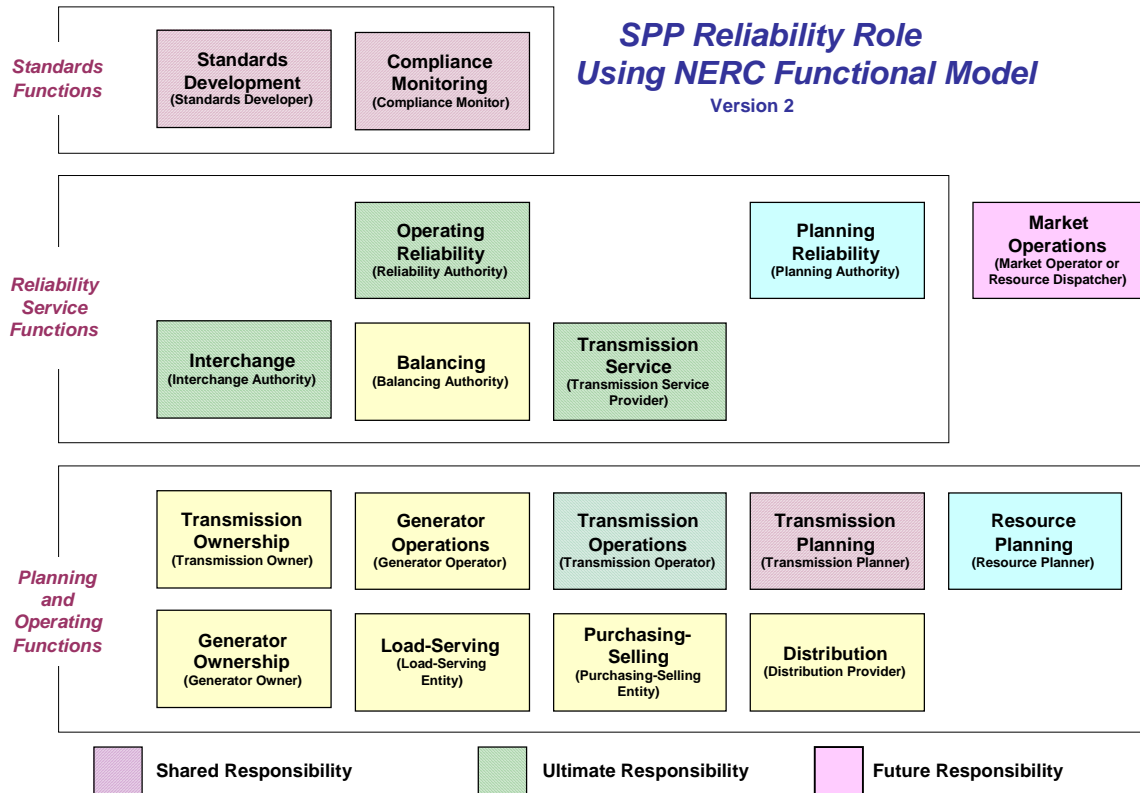 SPP Reliability Role
Using NERC Functional Model
Version 2
Standards
Functions
Standards
Development
(Standards Developer)
Compliance
Monitoring
(Compliance Monitor)
Reliability
Service
Functions
Operating
Reliability
(Reliability Authority)
Planning
Reliability
(Planning Authority)
Market
Operations
(Market Operator or
Resource Dispatcher)
Interchange
(Interchange Authority)
Balancing
(Balancing Authority)
Transmission
Service
(Transmission Service
Provider)
Planning
and
Operating
Functions
Transmission
Ownership
(Transmission Owner)
Generator
Operations
(Generator Operator)
Transmission
Operations
(Transmission Operator)
Transmission
Planning
(Transmission Planner)
Resource
Planning
(Resource Planner)
Generator
Ownership
(Generator Owner)
Load-Serving
(Load-Serving
Entity)
Purchasing-
Selling
(Purchasing-Selling
Entity)
Distribution
(Distribution Provider)
Shared Responsibility
Ultimate Responsibility
Future Responsibility